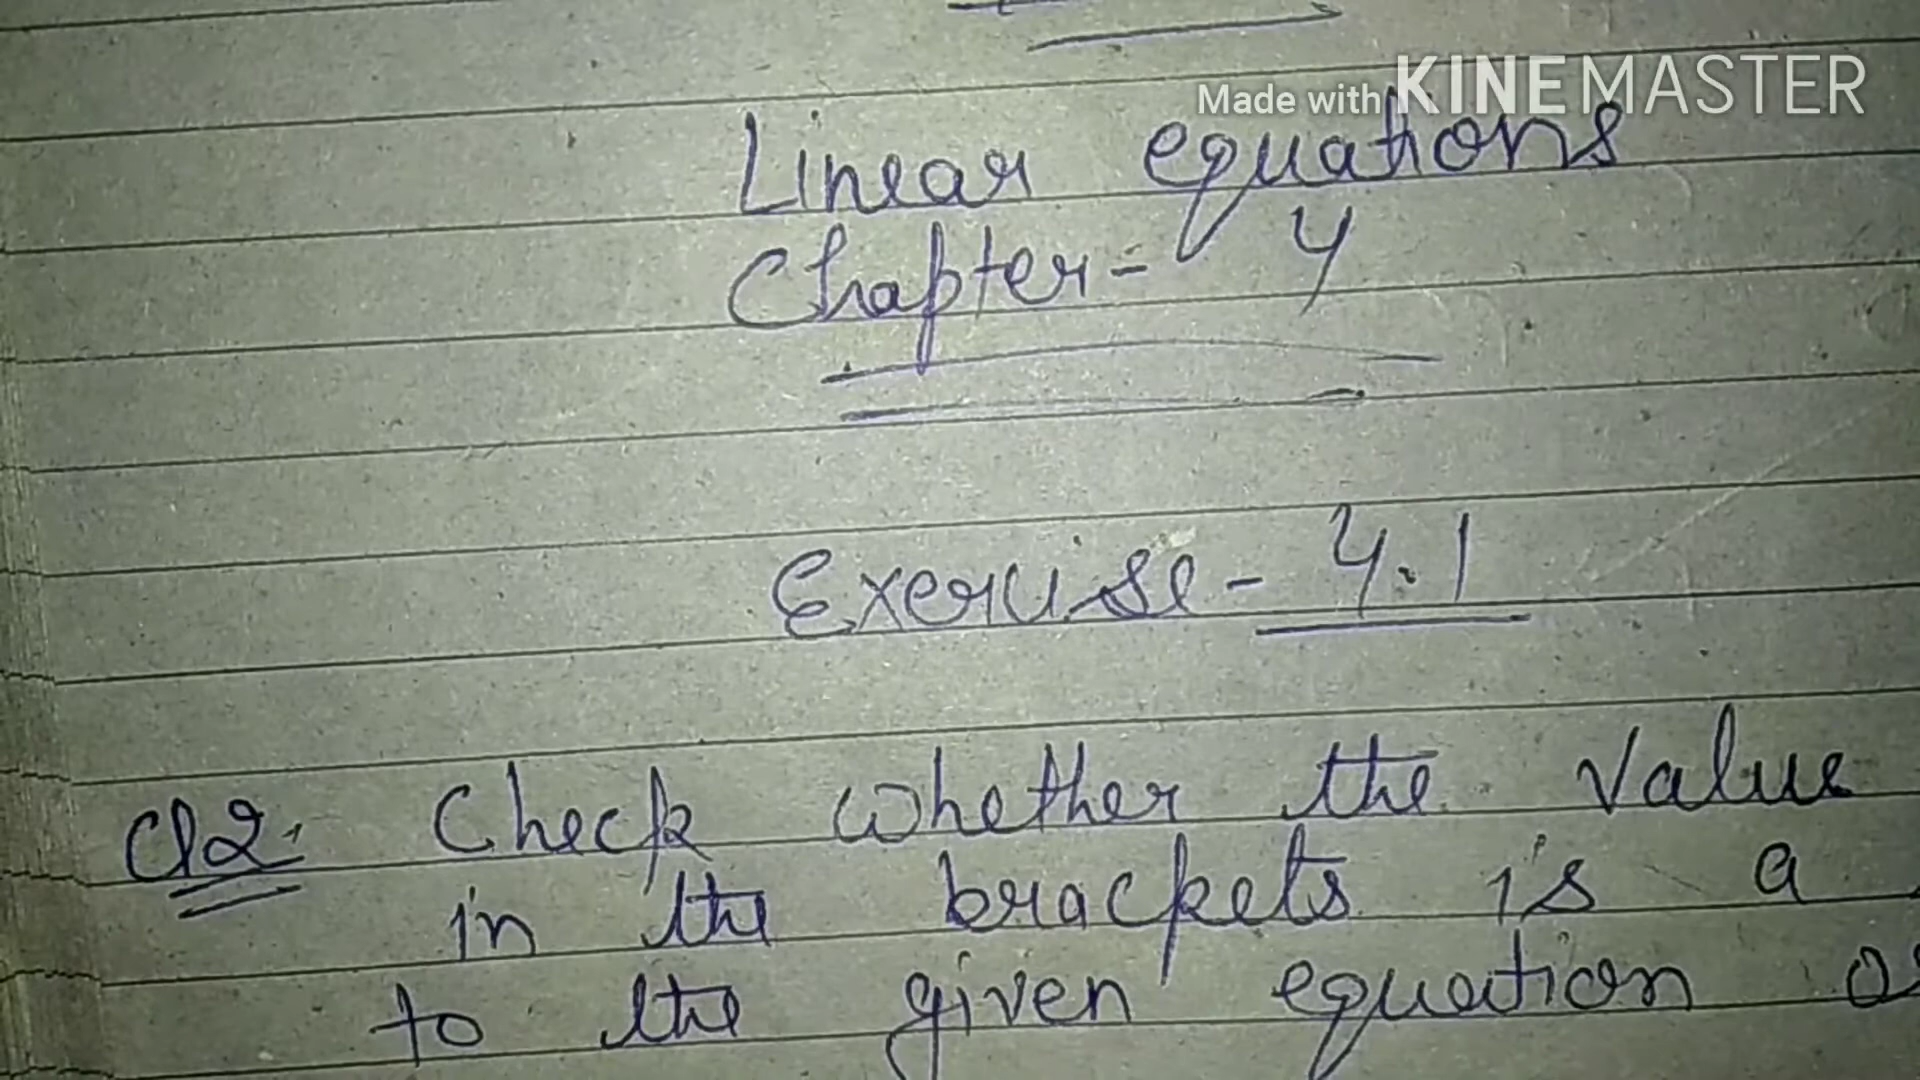 Made with KINEMASTER
Linear equations
Chapter- 4
Exercise- 4.1
Q2. Check whether the value
in the brackets is a
to the given equation